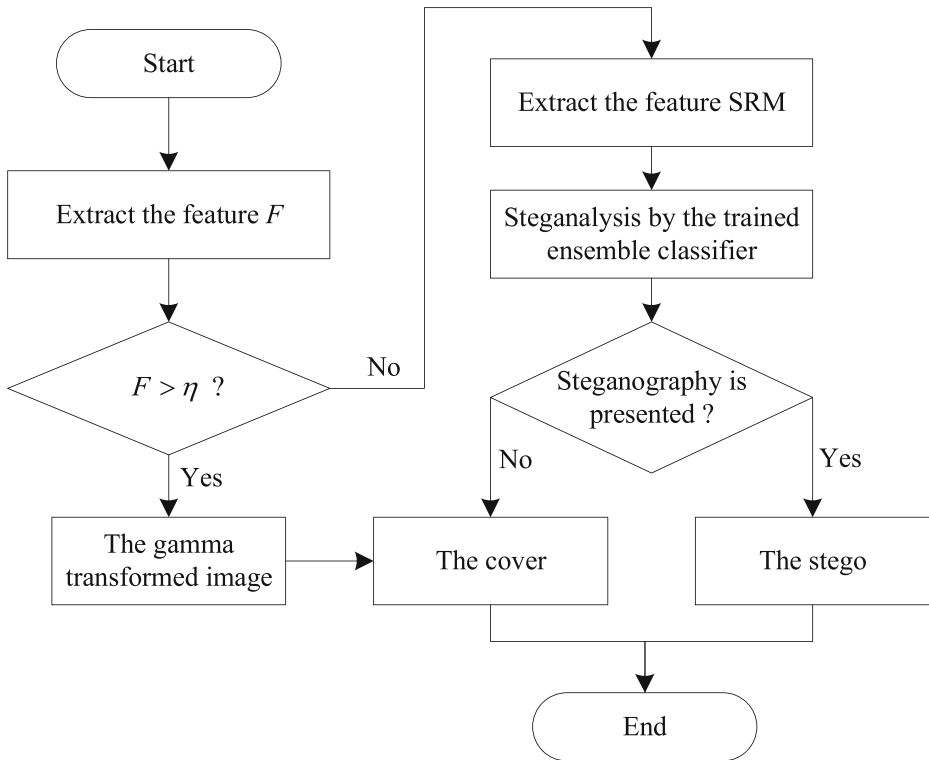 Start
Extract the feature F
F > η ?
No
Yes
The gamma
transformed image
Extract the feature SRM
Steganalysis by the trained
ensemble classifier
Steganography is
presented ?
No
Yes
The cover
The stego
End